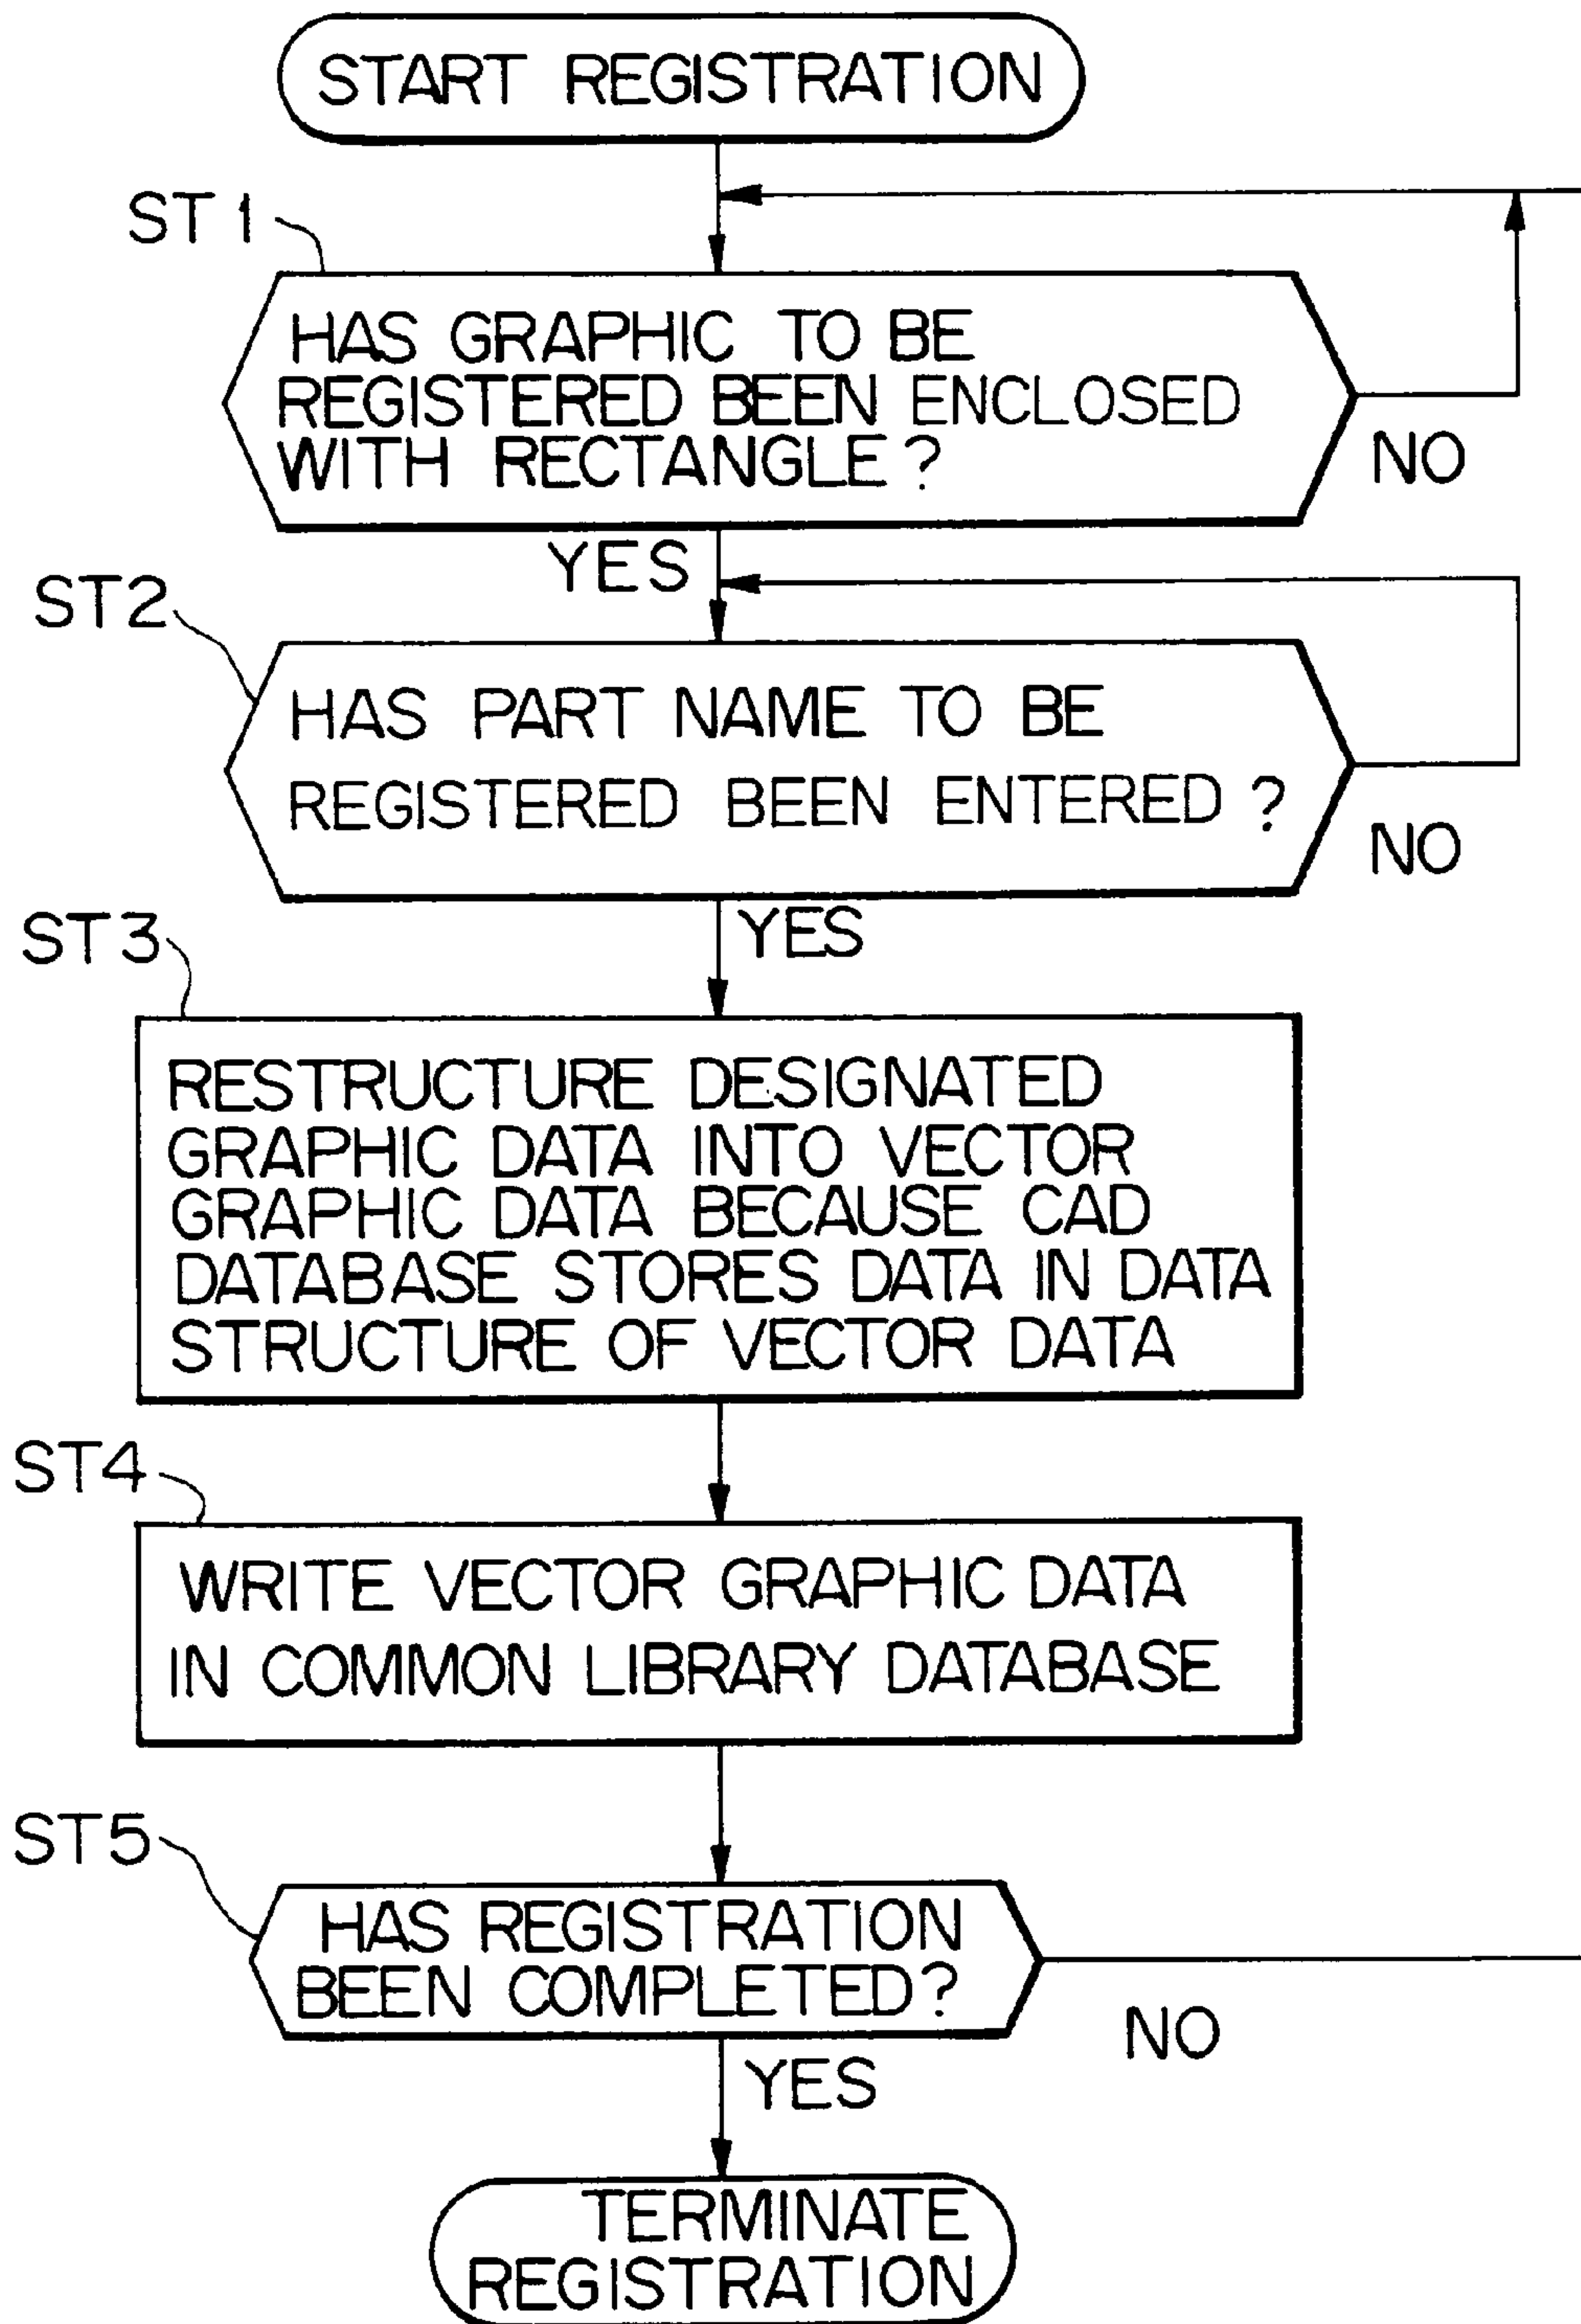 START REGISTRATION
ST1
HAS GRAPHIC TO BE
REGISTERED BEEN ENCLOSED
WITH RECTANGLE?
NO
YES
ST2
HAS PART NAME TO BE
REGISTERED BEEN ENTERED?
NO
YES
ST3
RESTRUCTURE DESIGNATED
GRAPHIC DATA INTO VECTOR
GRAPHIC DATA BECAUSE CAD
DATABASE STORES DATA IN DATA
STRUCTURE OF VECTOR DATA
ST4
WRITE VECTOR GRAPHIC DATA
IN COMMON LIBRARY DATABASE
ST5
HAS REGISTRATION
BEEN COMPLETED?
NO
YES
TERMINATE
REGISTRATION